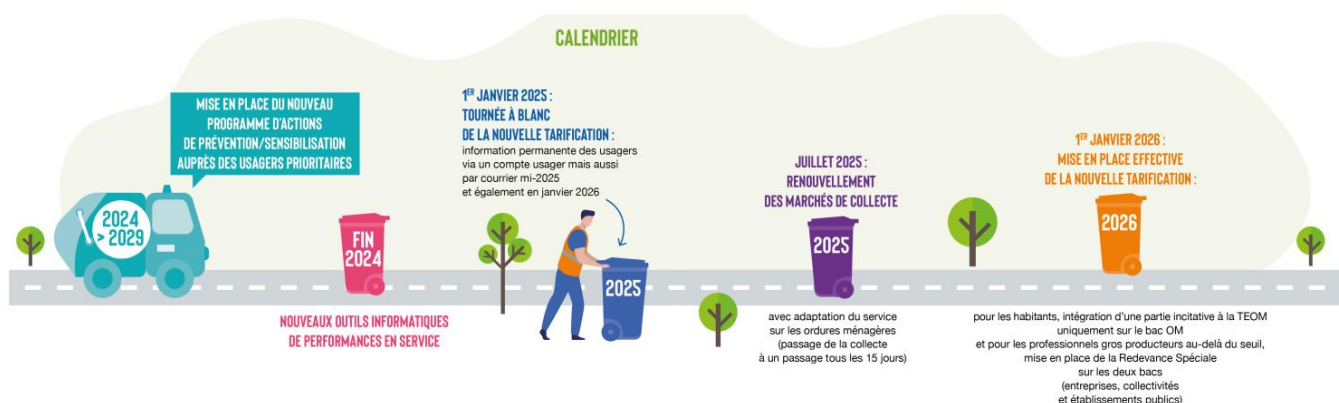 CALENDRIER
MISE EN PLACE DU NOUVEAU
PROGRAMME D'ACTIONS
DE PRÉVENTION/SENSIBILISATION
AUPRÈS DES USAGERS PRIORITAIRES
2024
> 2029
FIN
2024
NOUVEAUX OUTILS INFORMATIQUES
DE PERFORMANCES EN SERVICE
1ER JANVIER 2025 :
TOURNÉE À BLANC
DE LA NOUVELLE TARIFICATION :
information permanente des usagers
via un compte usager mais aussi
par courrier mi-2025
et également en janvier 2026
2025
JUILLET 2025 :
RENOUVELLEMENT
DES MARCHÉS DE COLLECTE
2025
avec adaptation du service
sur les ordures ménagères
(passage de la collecte
à un passage tous les 15 jours)
1ER JANVIER 2026 :
MISE EN PLACE EFFECTIVE
DE LA NOUVELLE TARIFICATION :
2026
pour les habitants, intégration d'une partie incitative à la TEOM
uniquement sur le bac OM
et pour les professionnels gros producteurs au-delà du seuil,
mise en place de la Redevance Spéciale
sur les deux bacs
(entreprises, collectivités
et établissements publics)